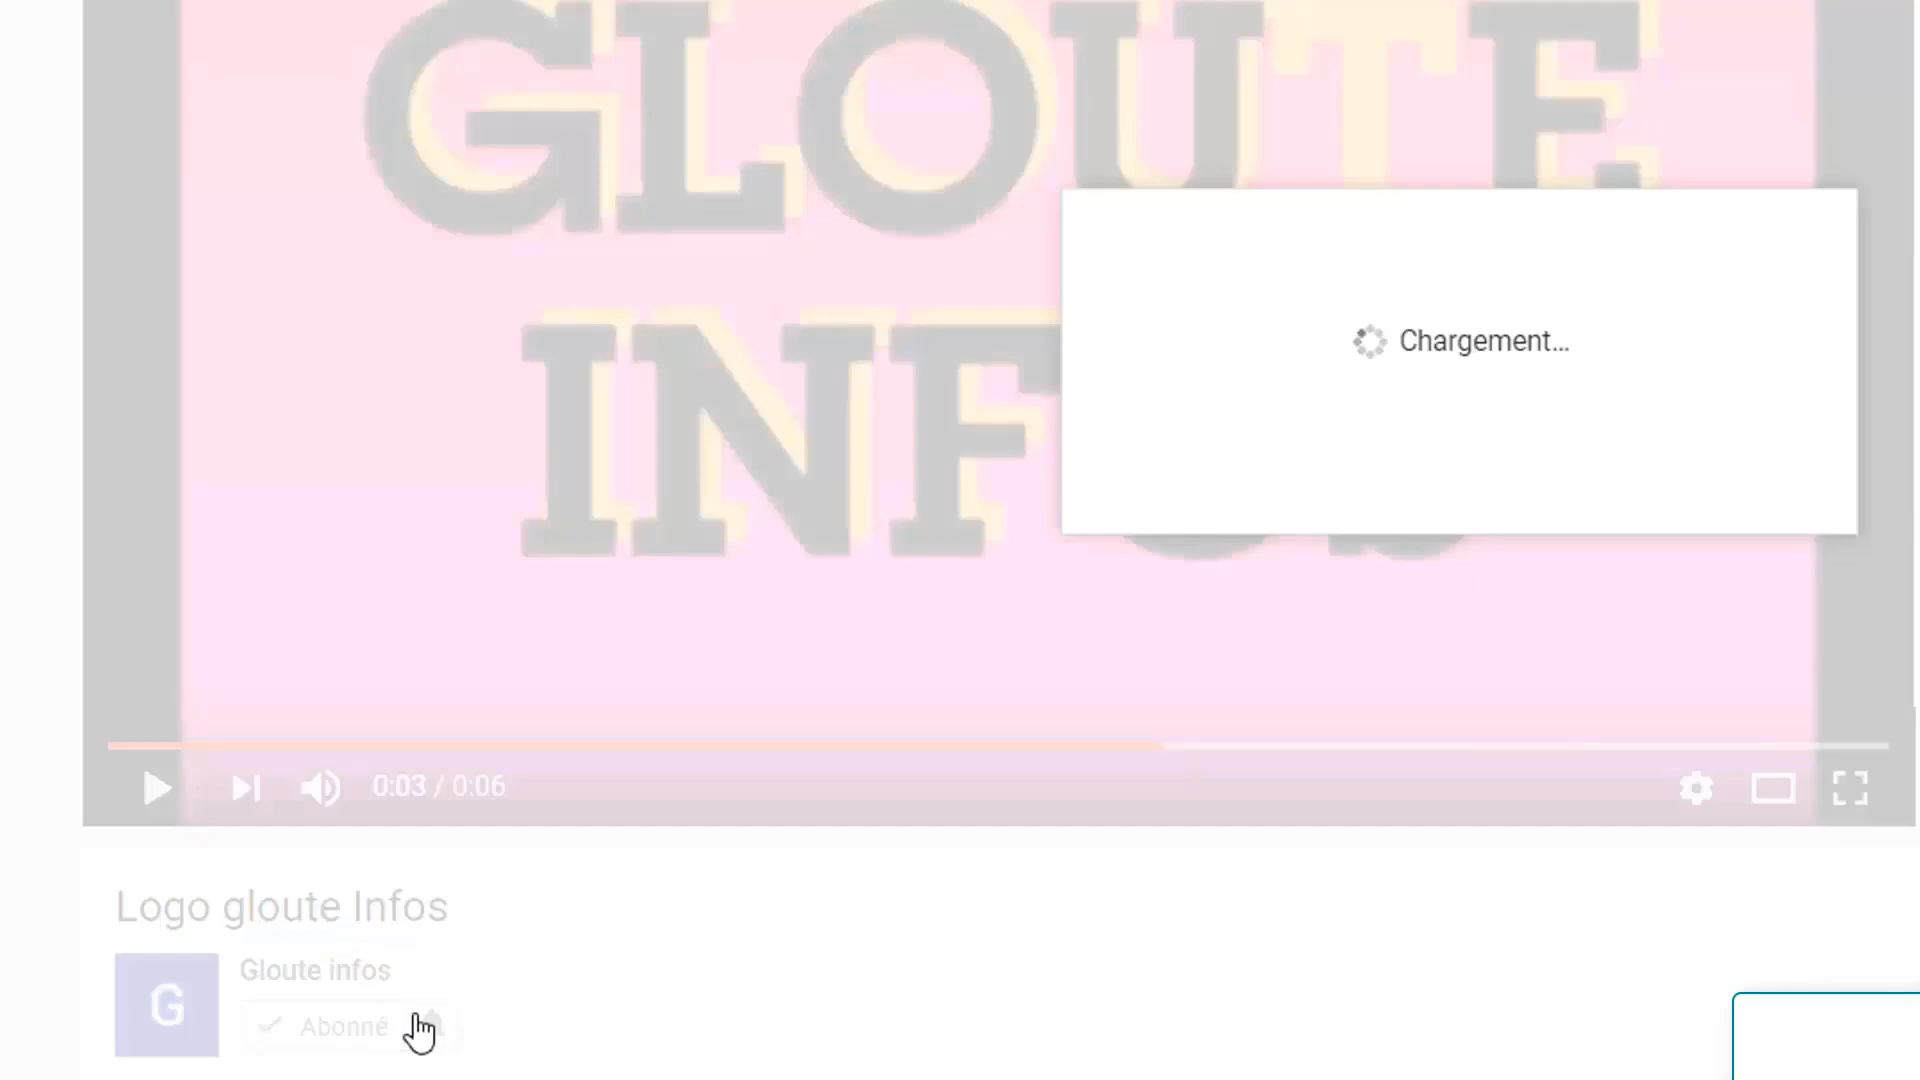 GLOUTE
INF
Chargement...
0:03 / 0:06
Logo gloute Infos
G
Gloute infos
Abonné